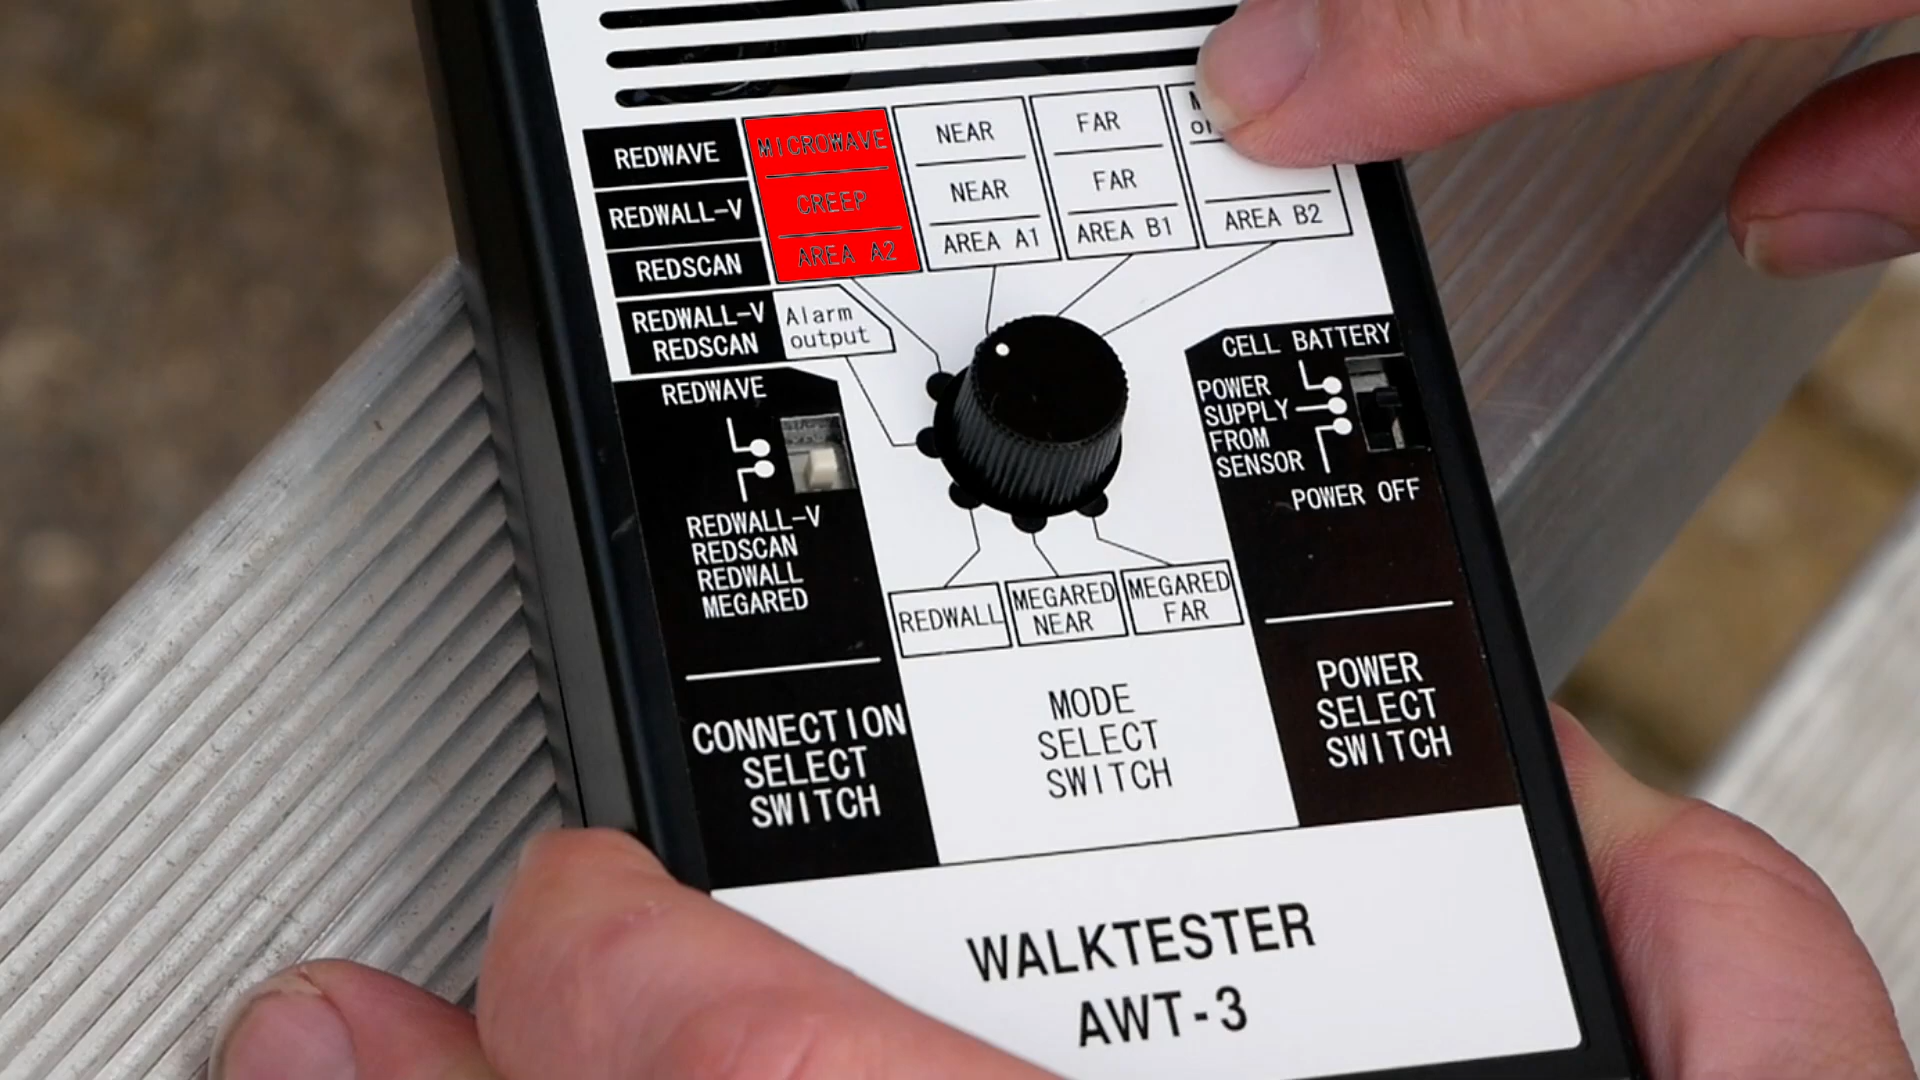 REDWAVE
MICROWAVE
NEAR
FAR
REDWALL-V
CREEP
NEAR
FAR
REDSCAN
AREA A2
AREA A1
AREA B1
AREA B2
REDWALL-V
REDSCAN
Alarm
output
REDWAVE
REDWALL-V
REDSCAN
REDWALL
MEGARED
CONNECTION
SELECT
SWITCH
REDWALL
MEGARED
NEAR
MEGARED
FAR
MODE
SELECT
SWITCH
CELL BATTERY
POWER
SUPPLY
FROM
SENSOR
POWER OFF
POWER
SELECT
SWITCH
WALKTESTER
AWT-3